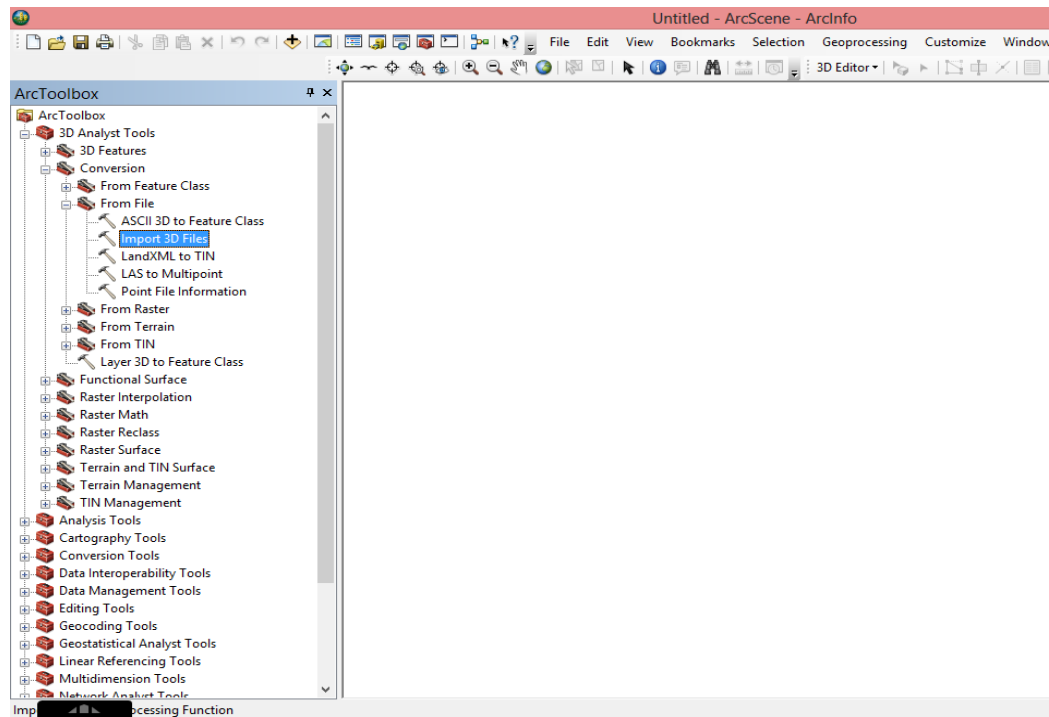 Untitled - ArcScene - ArcInfo
File Edit View Bookmarks Selection Geoprocessing Customize Window
3D Editor
ArcToolbox
ArcToolbox
3D Analyst Tools
3D Features
Conversion
From Feature Class
From File
ASCII 3D to Feature Class
Import 3D Files
LandXML to TIN
LAS to Multipoint
Point File Information
From Raster
From Terrain
From TIN
Layer 3D to Feature Class
Functional Surface
Raster Interpolation
Raster Math
Raster Reclass
Raster Surface
Terrain and TIN Surface
Terrain Management
TIN Management
Analysis Tools
Cartography Tools
Conversion Tools
Data Interoperability Tools
Data Management Tools
Editing Tools
Geocoding Tools
Geostatistical Analyst Tools
Linear Referencing Tools
Multidimension Tools
Network Analyst Tools
Imp ocessing Function